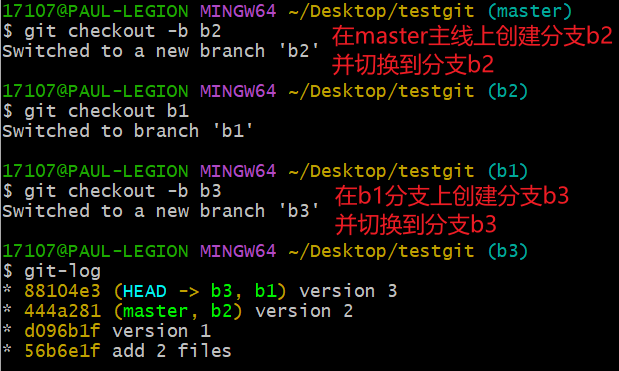 17107@PAUL-LEGION MINGW64 ~/Desktop/testgit (master)
$ git checkout -b b2
Switched to a new branch 'b2'
在master主线上创建分支b2
并切换到分支b2
17107@PAUL-LEGION MINGW64 ~/Desktop/testgit (b2)
$ git checkout b1
Switched to branch 'b1'
17107@PAUL-LEGION MINGW64 ~/Desktop/testgit (b1)
$ git checkout -b b3
Switched to a new branch 'b3'
在b1分支上创建分支b3
并切换到分支b3
17107@PAUL-LEGION MINGW64 ~/Desktop/testgit (b3)
$ git-log
* 88104e3 (HEAD -> b3, b1) version 3
* 444a281 (master, b2) version 2
* d096b1f version 1
* 56b6e1f add 2 files